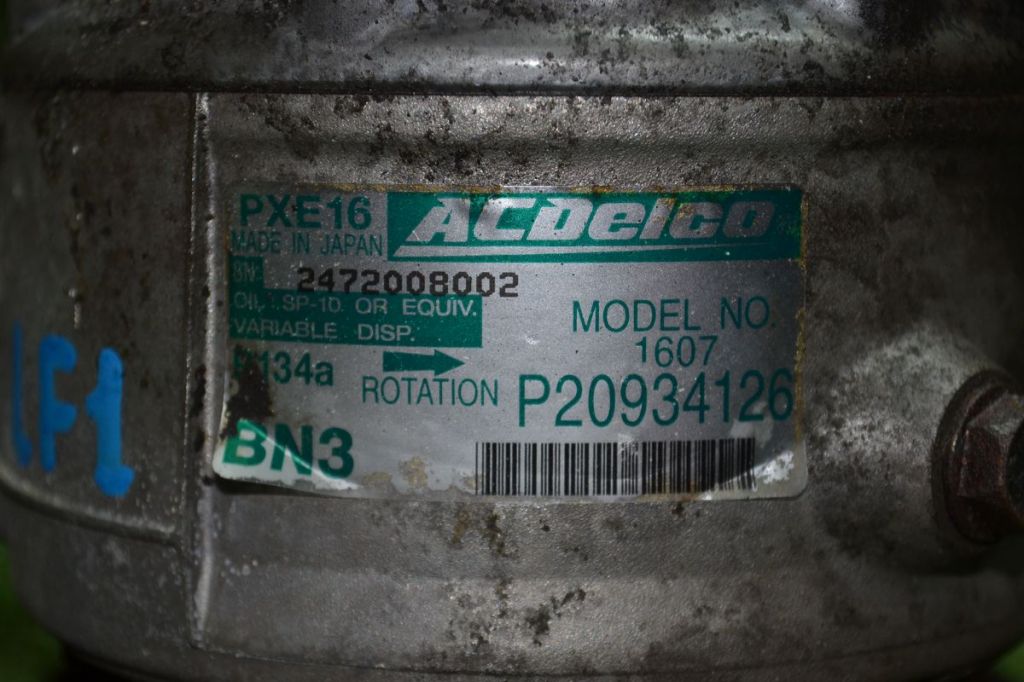 PXE16 ACDelco
MADE IN JAPAN
SN: 2472008002
OIL: SP-10 OR EQUIV.
VARIABLE DISP.
MODEL NO.
1607
R134a
ROTATION
P20934126
BN3
LF1